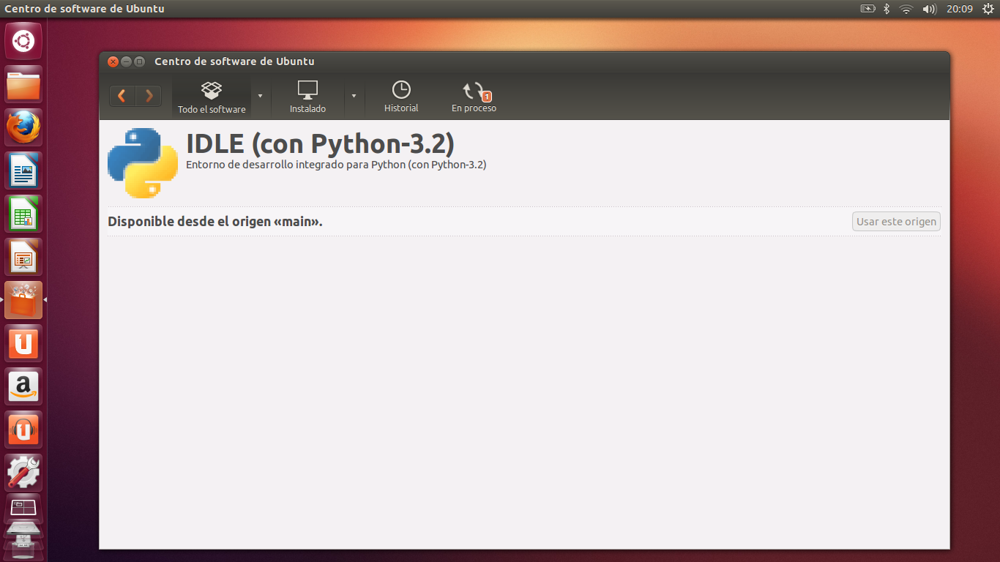 Centro de software de Ubuntu
20:09
Centro de software de Ubuntu
Todo el software
Instalado
Historial
1
En proceso
IDLE (con Python-3.2)
Entorno de desarrollo integrado para Python (con Python-3.2)
Disponible desde el origen «main».
Usar este origen